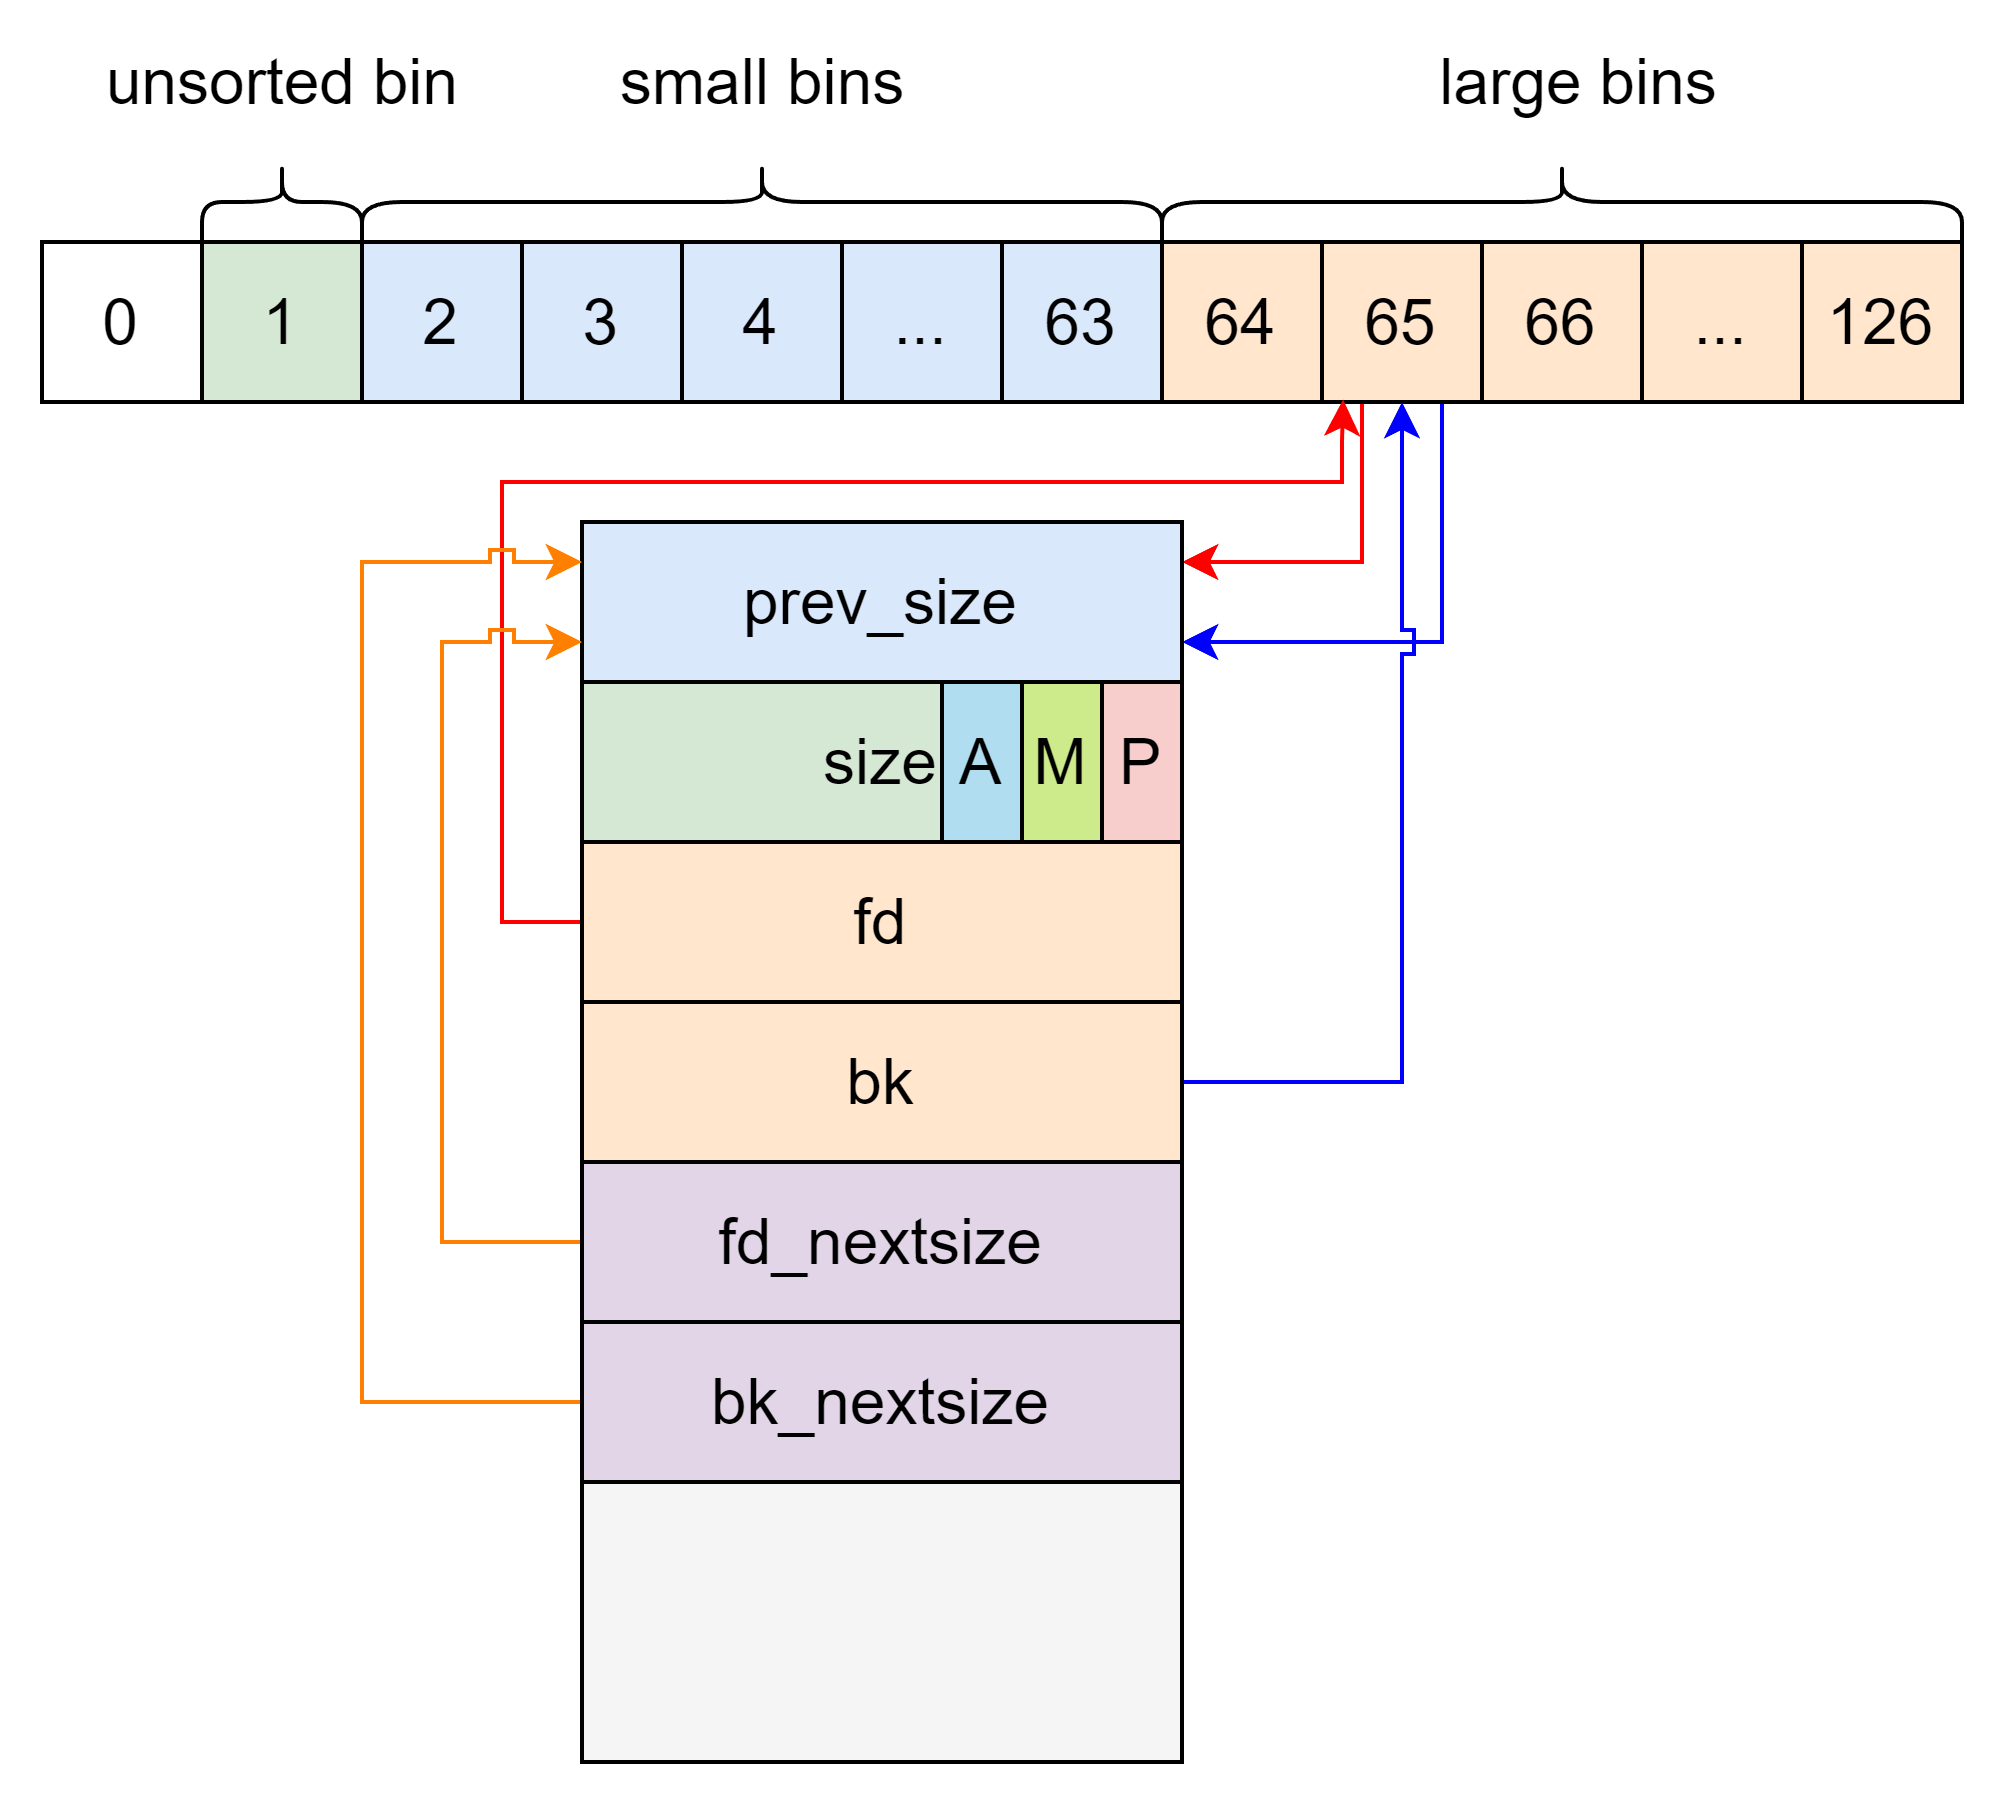 unsorted bin small bins large bins
0 1 2 3 4 ... 63 64 65 66 ... 126
prev_size
size A M P
fd
bk
fd_nextsize
bk_nextsize